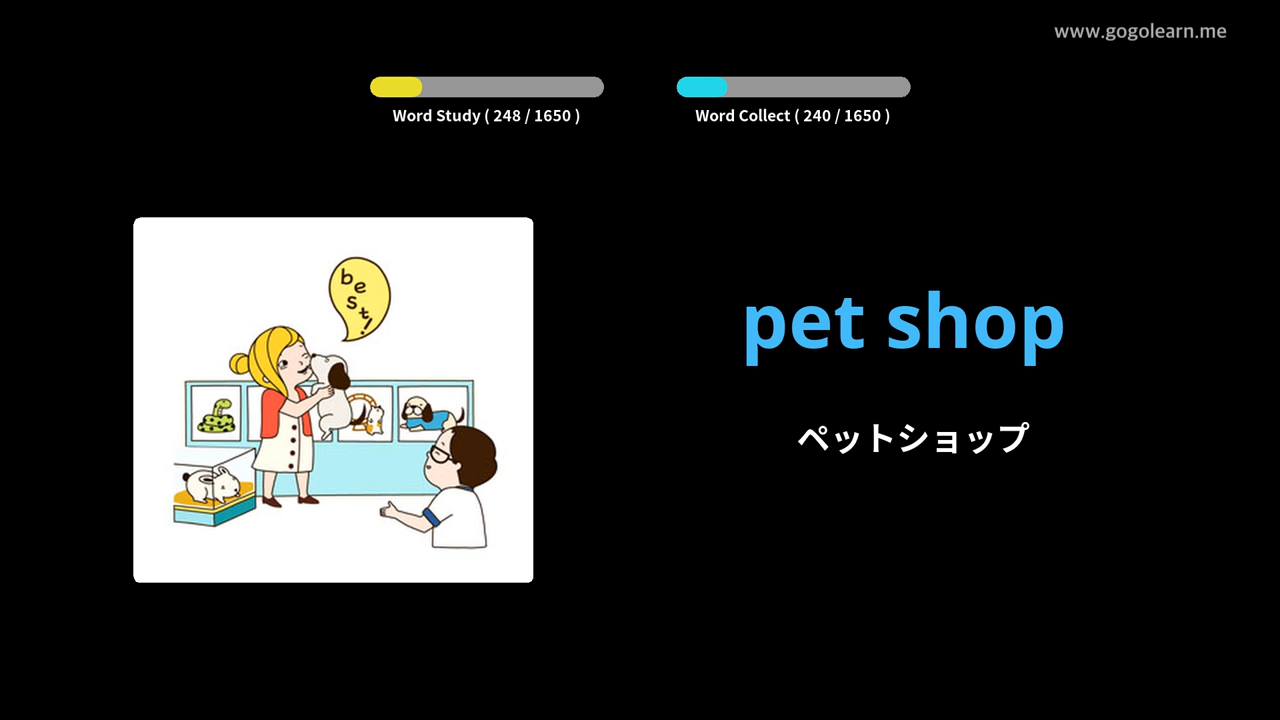 www.gogolearn.me
Word Study ( 248 / 1650 )
Word Collect ( 240 / 1650 )
best!
pet shop
ペットショップ